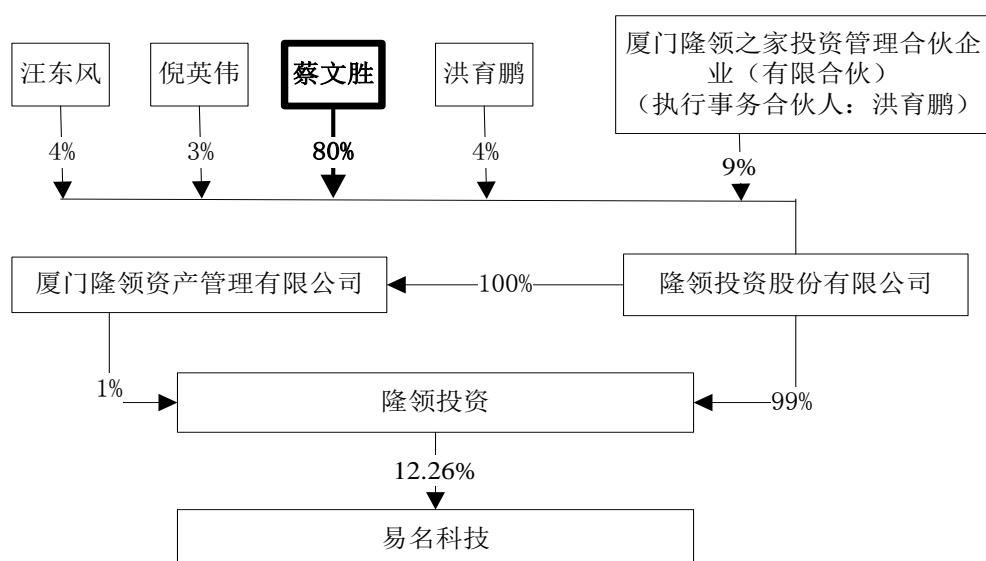 汪东风
倪英伟
蔡文胜
洪育鹏
厦门隆领之家投资管理合伙企
业（有限合伙）
（执行事务合伙人：洪育鹏）
4%
3%
80%
4%
9%
厦门隆领资产管理有限公司
100%
隆领投资股份有限公司
1%
隆领投资
99%
12.26%
易名科技